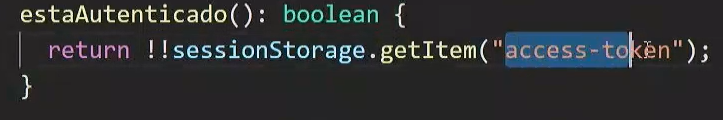 estaAutenticado(): boolean {
return !!sessionStorage.getItem("access-token");
}